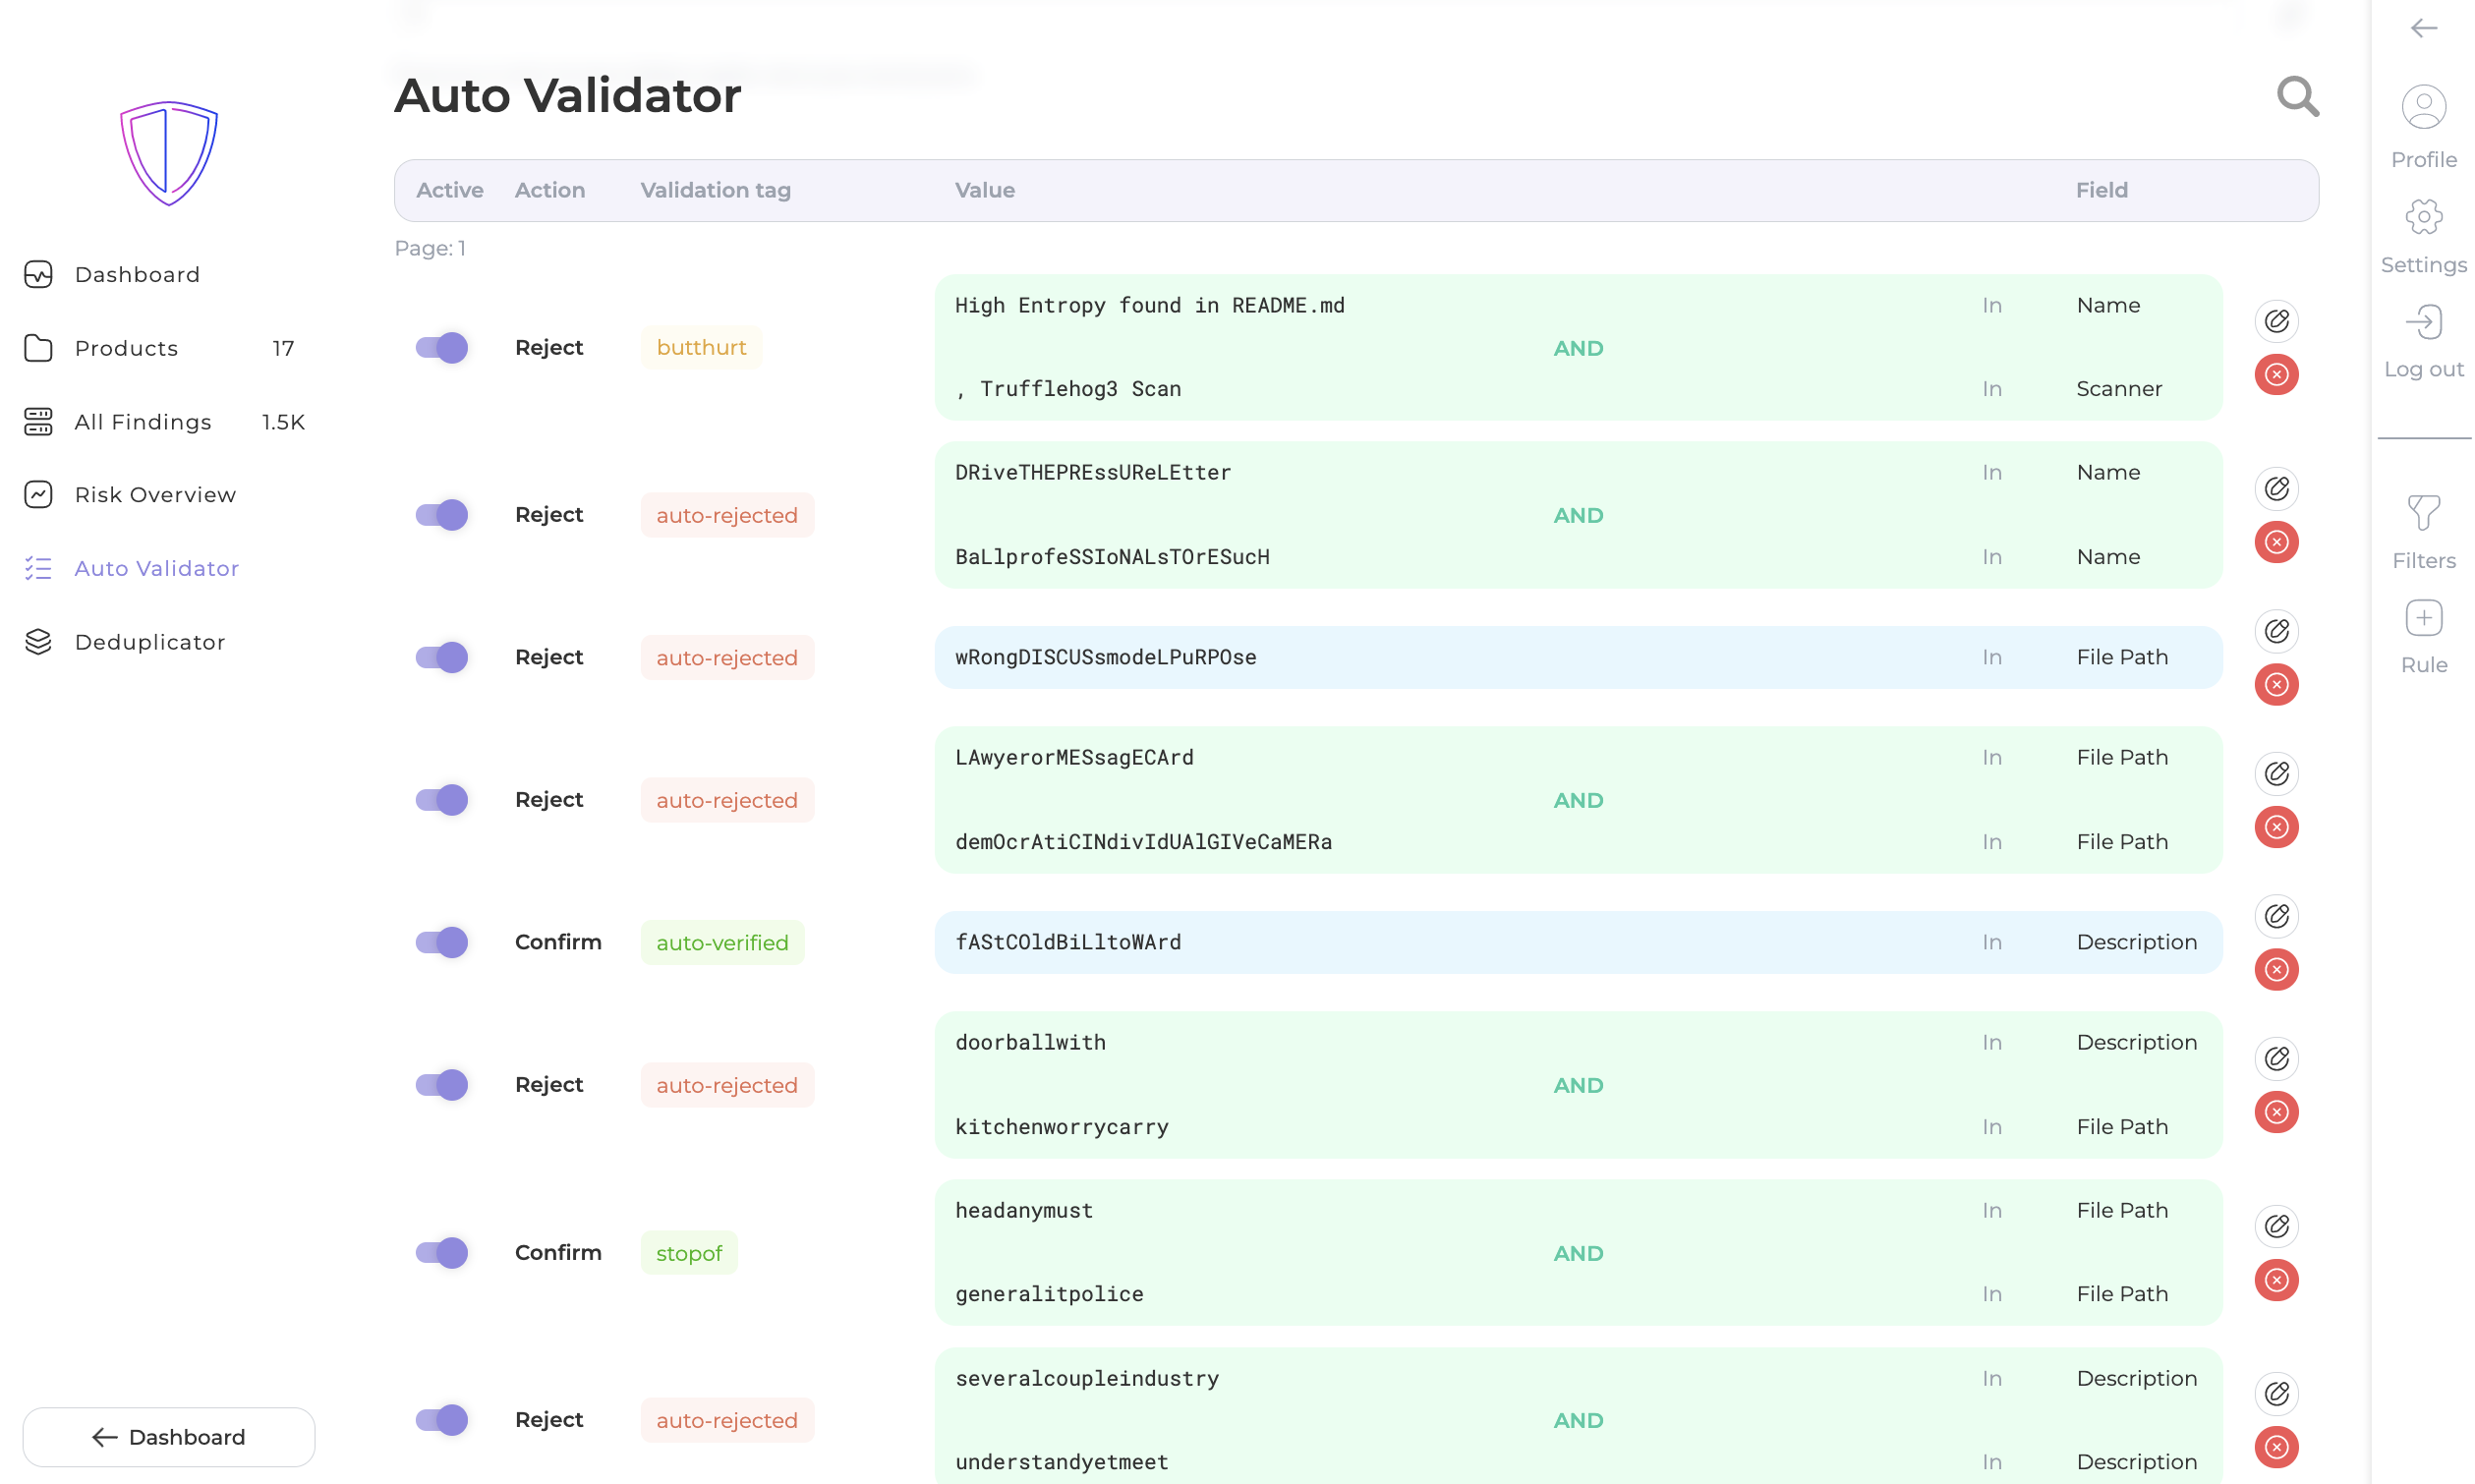 Auto Validator
Active Action Validation tag Value Field
Page: 1
Dashboard
Products 17
All Findings 1.5K
Risk Overview
Auto Validator
Deduplicator
Dashboard
High Entropy found in README.md In Name
Reject butthurt AND
, Trufflehog3 Scan In Scanner
DRiveTHEPREssUReLEtter In Name
Reject auto-rejected AND
BaLlprofeSSIoNALsTOrESucH In Name
Reject auto-rejected wRongDISCUSsmodeLPuRPOse In File Path
LAwyerorMESsagECArd In File Path
Reject auto-rejected AND
demOcrAtiCINdivIdUAlGIVeCaMERa In File Path
Confirm auto-verified fAStCOldBiLltoWArd In Description
doorballwith In Description
Reject auto-rejected AND
kitchenworrycarry In File Path
headanymust In File Path
Confirm stopof AND
generalitpolice In File Path
severalcoupleindustry In Description
Reject auto-rejected AND
understandyetmeet In Description
Profile
Settings
Log out
Filters
Rule